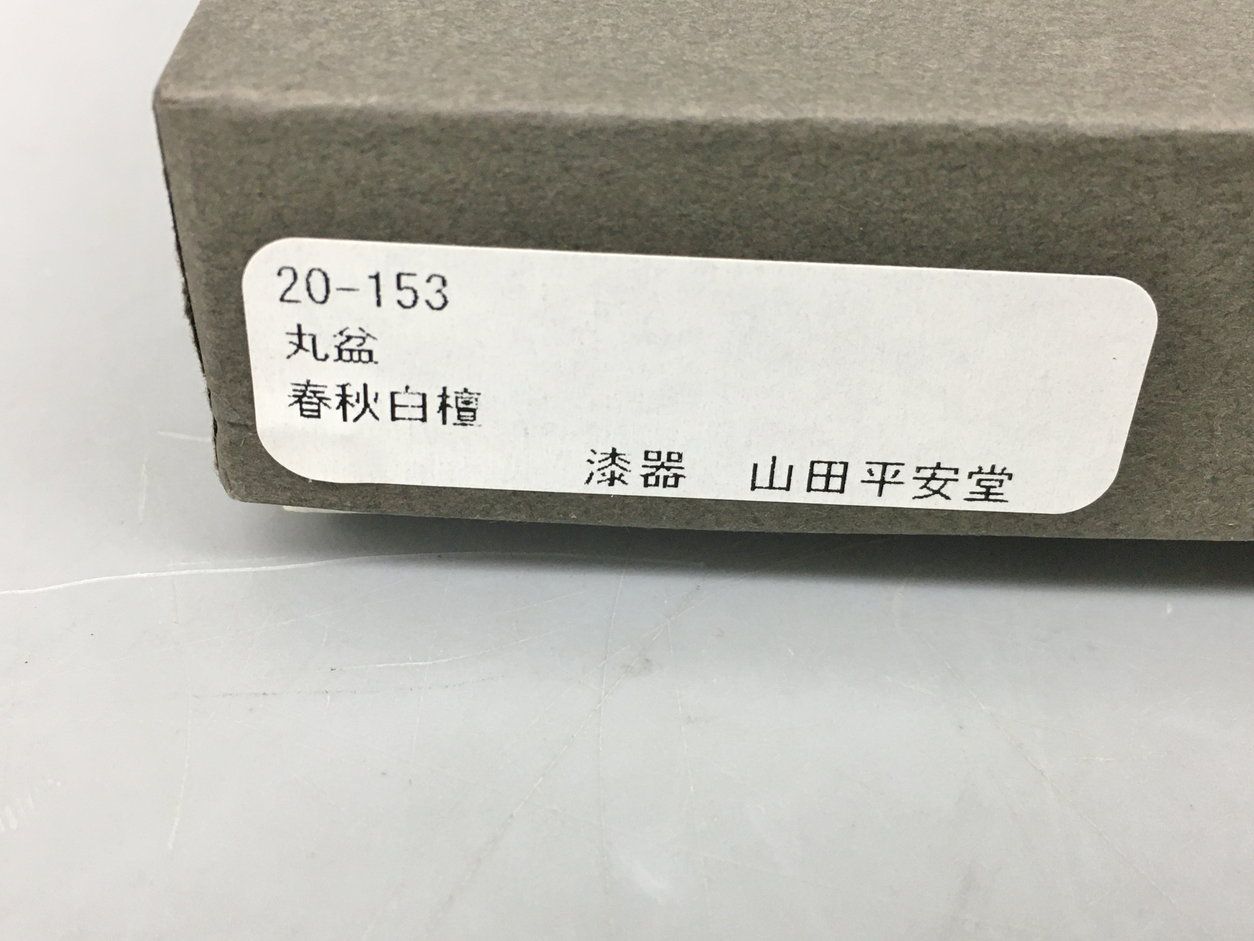 20-153
丸盆
春秋白檀
漆器　山田平安堂